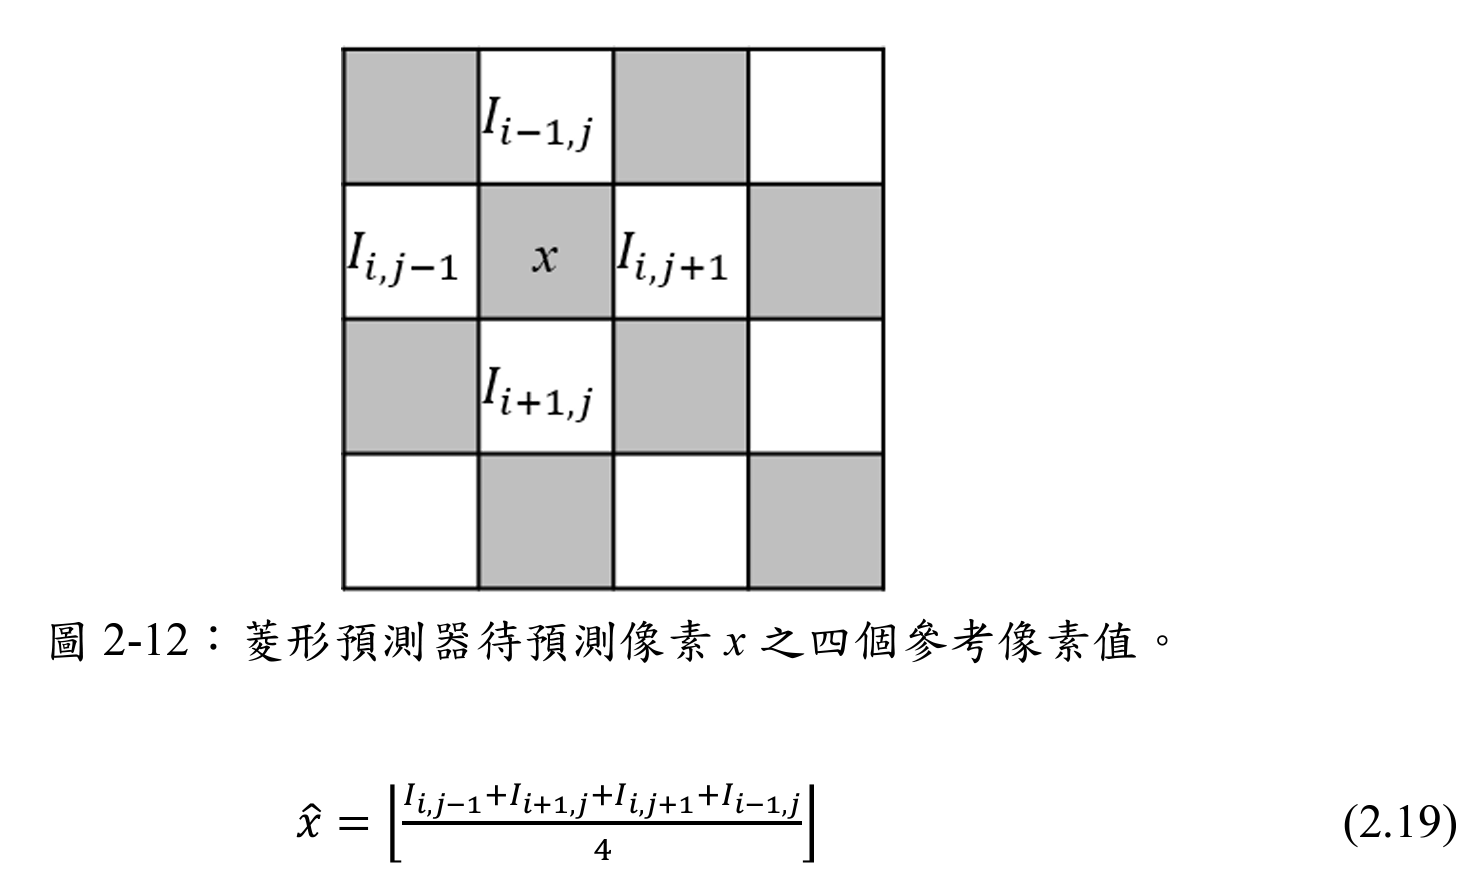 I_{i−1,j}
I_{i,j−1} x I_{i,j+1}
I_{i+1,j}
圖 2-12：菱形預測器待預測像素 x 之四個參考像素值。
x̂ = ⌊(I_{i,j−1}+I_{i+1,j}+I_{i,j+1}+I_{i−1,j})/4⌋ (2.19)